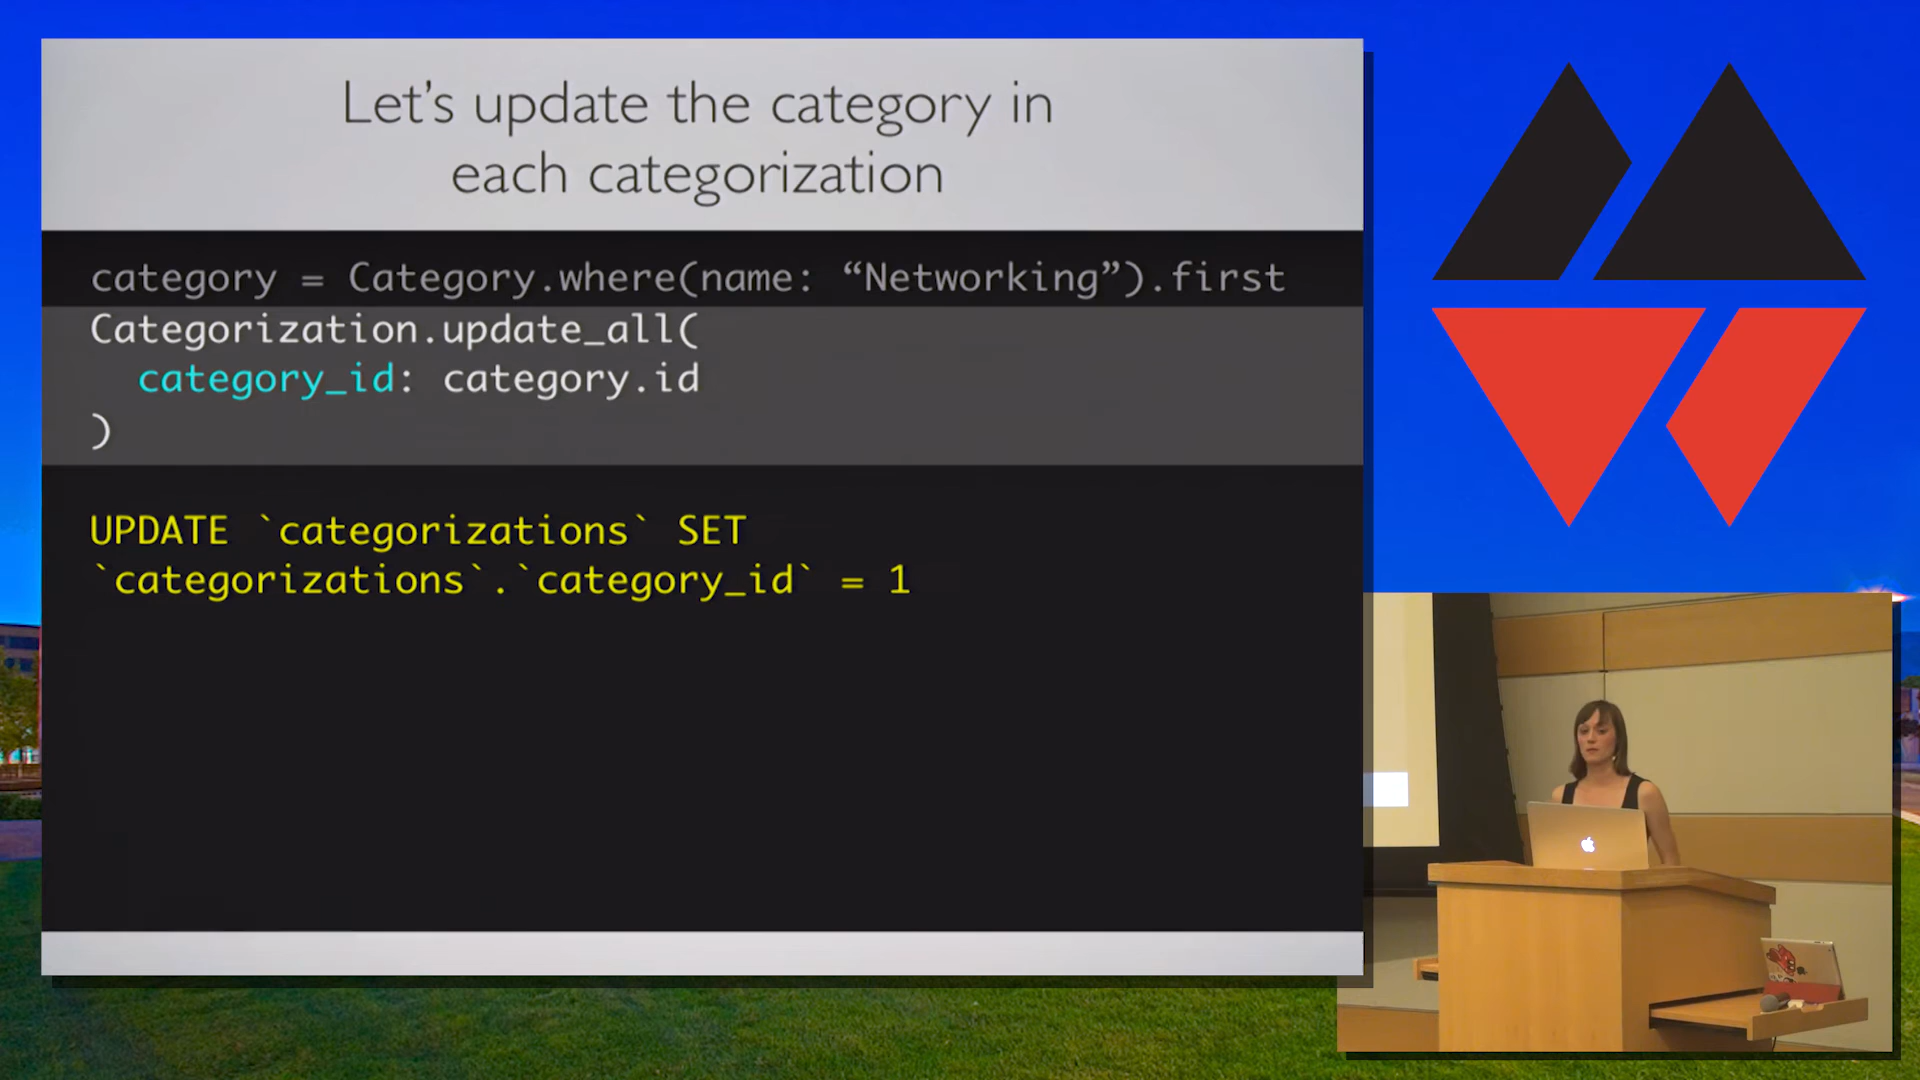 Let’s update the category in
each categorization
category = Category.where(name: “Networking”).first
Categorization.update_all(
category_id: category.id
)
UPDATE `categorizations` SET
`categorizations`.`category_id` = 1